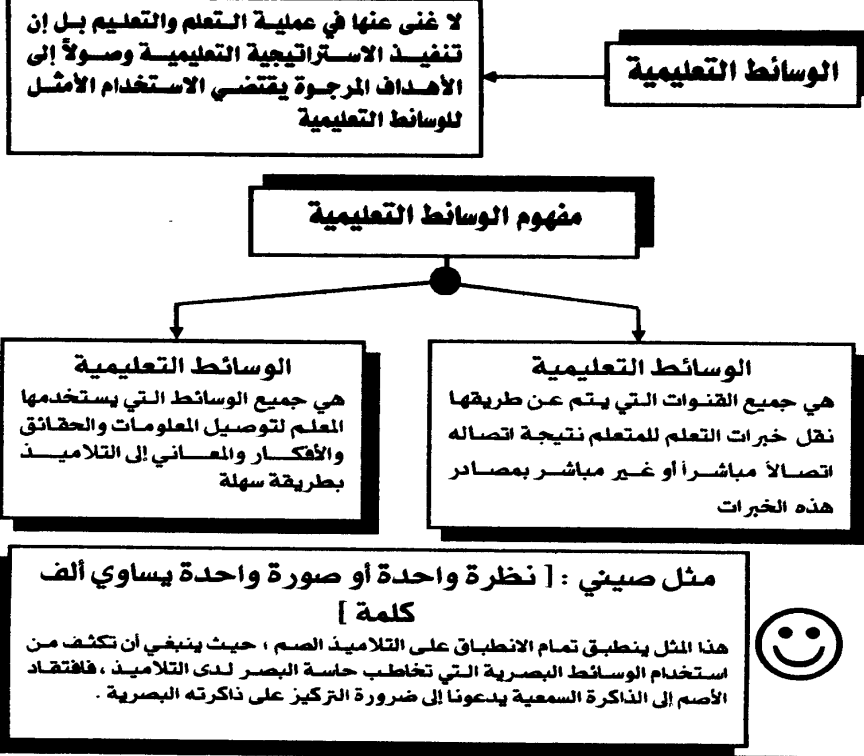 الوسائط التعليمية
لا غنى عنها في عملية التعلم والتعليم بل إن
تنفيذ الاستراتيجية التعليمية وصولاً إلى
الأهداف المرجوة يقتضي الاستخدام الأمثل
للوسائط التعليمية
مفهوم الوسائط التعليمية
الوسائط التعليمية
هي جميع القنوات التي يتم عن طريقها
نقل خبرات التعلم للمتعلم نتيجة اتصاله
اتصالاً مباشراً أو غير مباشر بمصادر
هذه الخبرات
الوسائط التعليمية
هي جميع الوسائط التي يستخدمها
المعلم لتوصيل المعلومات والحقائق
والأفكار والمعاني إلى التلاميذ
بطريقة سهلة
مثل صيني : [ نظرة واحدة أو صورة واحدة يساوي ألف
كلمة ]
هذا المثل ينطبق تمام الانطباق على التلاميذ الصم ، حيث ينبغي أن تكثف من
استخدام الوسائط البصرية التي تخاطب حاسة البصر لدى التلاميذ ، فافتقاد
الأصم إلى الذاكرة السمعية يدعونا إلى ضرورة التركيز على ذاكرته البصرية .